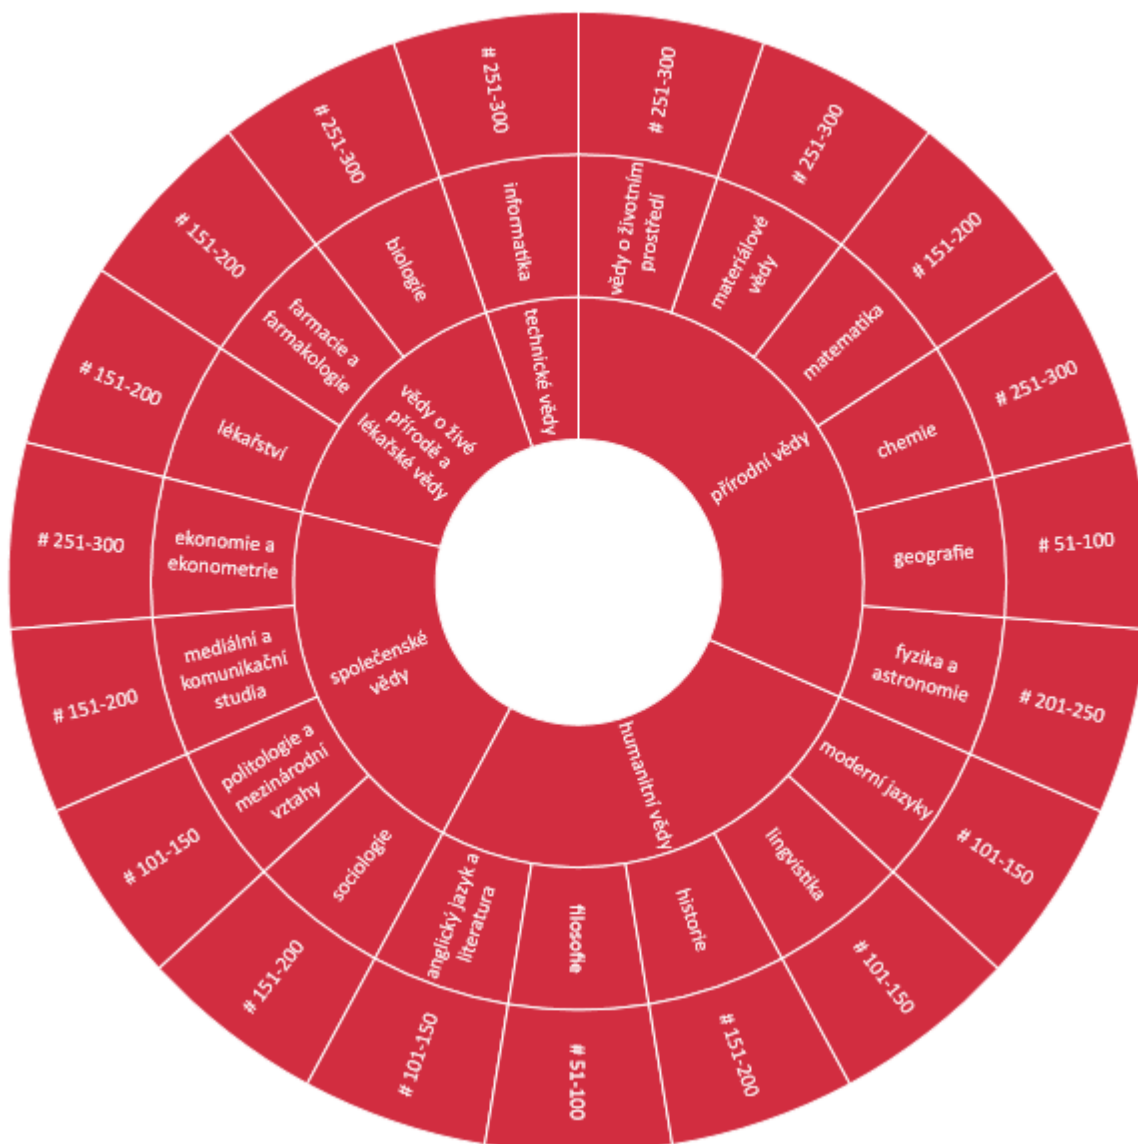 # 251-300
vědy o životním
prostředí
# 251-300
materiálové
vědy
# 151-200
matematika
# 251-300
chemie
# 51-100
geografie
# 201-250
fyzika a
astronomie
přírodní vědy
# 101-150
moderní jazyky
# 101-150
lingvistika
# 151-200
historie
# 51-100
filosofie
# 101-150
anglický jazyk a
literatura
humanitní vědy
# 151-200
sociologie
# 101-150
politologie a
mezinárodní
vztahy
# 151-200
mediální a
komunikační
studia
# 251-300
ekonomie a
ekonometrie
společenské
vědy
# 151-200
lékařství
# 151-200
farmacie a
farmakologie
# 251-300
biologie
vědy o živé
přírodě a
lékařské vědy
# 251-300
informatika
technické vědy